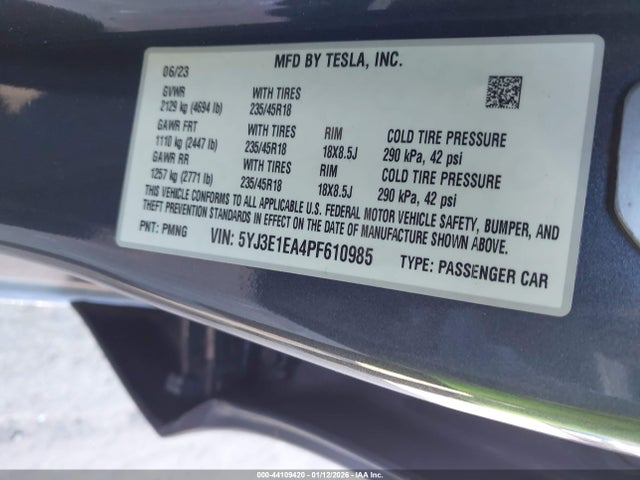 MFD BY TESLA, INC.
06/23
GVWR WITH TIRES
2129 kg (4694 lb) 235/45R18
GAWR FRT WITH TIRES RIM COLD TIRE PRESSURE
1110 kg (2447 lb) 235/45R18 18X8.5J 290 kPa, 42 psi
GAWR RR WITH TIRES RIM COLD TIRE PRESSURE
1257 kg (2771 lb) 235/45R18 18X8.5J 290 kPa, 42 psi
THIS VEHICLE CONFORMS TO ALL APPLICABLE U.S. FEDERAL MOTOR VEHICLE SAFETY, BUMPER, AND
THEFT PREVENTION STANDARDS IN EFFECT ON THE DATE OF MANUFACTURE SHOWN ABOVE.
PNT: PMNG VIN: 5YJ3E1EA4PF610985 TYPE: PASSENGER CAR
000-44109420 - 01/12/2026 - IAA Inc.